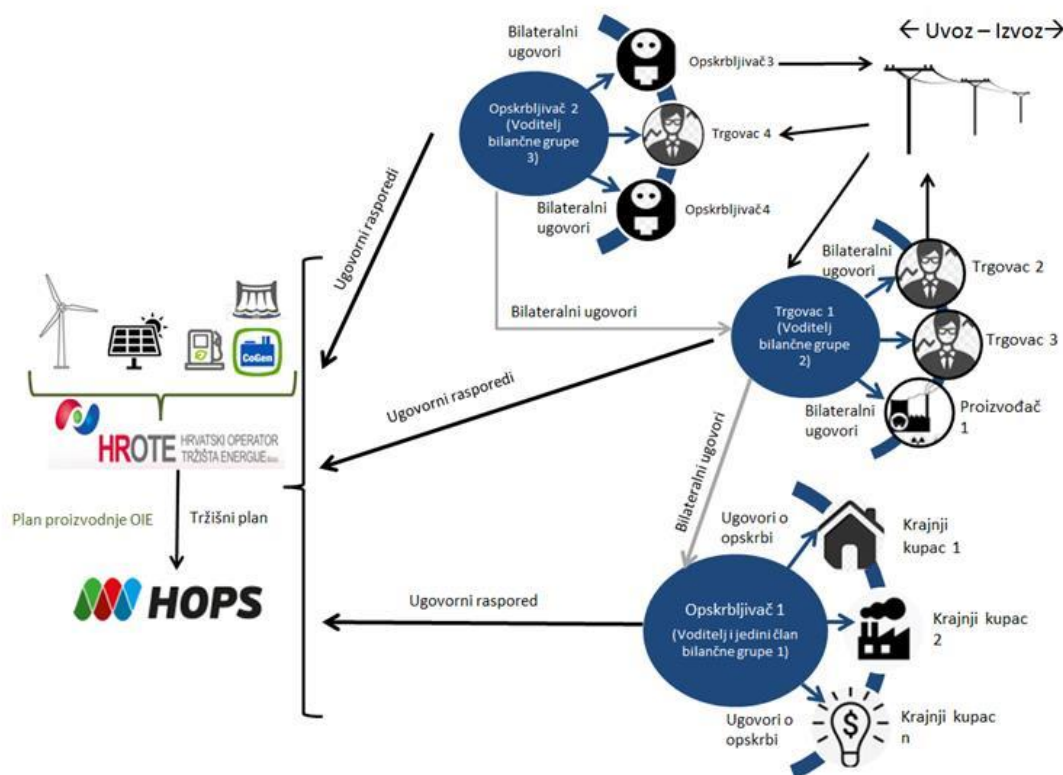 ← Uvoz – Izvoz→
Bilateralni
ugovori
Opskrbljivač 3
Opskrbljivač 2
(Voditelj
bilančne grupe
3)
Trgovac 4
Bilateralni
ugovori
Opskrbljivač4
Ugovorni rasporedi
Bilateralni
ugovori
Trgovac 2
Bilateralni ugovori
Trgovac 1
(Voditelj
bilančne grupe
2)
Trgovac 3
Ugovorni rasporedi
Bilateralni
ugovori
Proizvođač
1
CoGen
HROTE
HRVATSKI OPERATOR
TRŽIŠTA ENERGIJE
Bilateralni ugovori
Plan proizvodnje OIE
Tržišni plan
Ugovori o
opskrbi
Krajnji
kupac 1
HOPS
Ugovorni raspored
Opskrbljivač 1
(Voditelj i jedini član
bilančne grupe 1)
Krajnji kupac
2
Ugovori o
opskrbi
$
Krajnji kupac
n